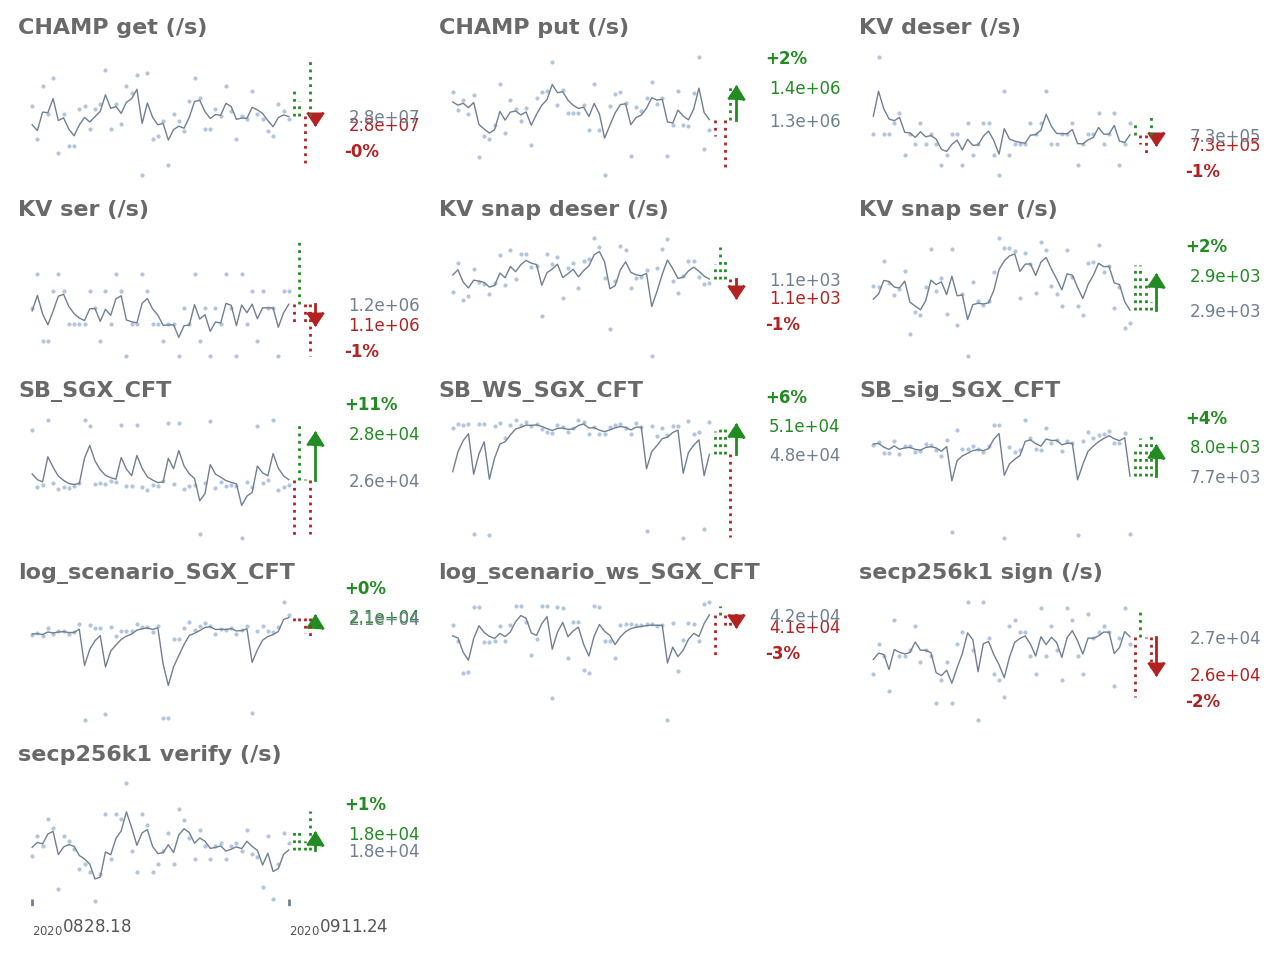 CHAMP get (/s)
2.8e+07
2.8e+07
-0%
CHAMP put (/s)
+2%
1.4e+06
1.3e+06
KV deser (/s)
7.3e+05
7.3e+05
-1%
KV ser (/s)
1.2e+06
1.1e+06
-1%
KV snap deser (/s)
1.1e+03
1.1e+03
-1%
KV snap ser (/s)
+2%
2.9e+03
2.9e+03
SB_SGX_CFT
+11%
2.8e+04
2.6e+04
SB_WS_SGX_CFT
+6%
5.1e+04
4.8e+04
SB_sig_SGX_CFT
+4%
8.0e+03
7.7e+03
log_scenario_SGX_CFT
+0%
2.1e+04
2.1e+04
log_scenario_ws_SGX_CFT
4.2e+04
4.1e+04
-3%
secp256k1 sign (/s)
2.7e+04
2.6e+04
-2%
secp256k1 verify (/s)
+1%
1.8e+04
1.8e+04
20200828.18
20200911.24